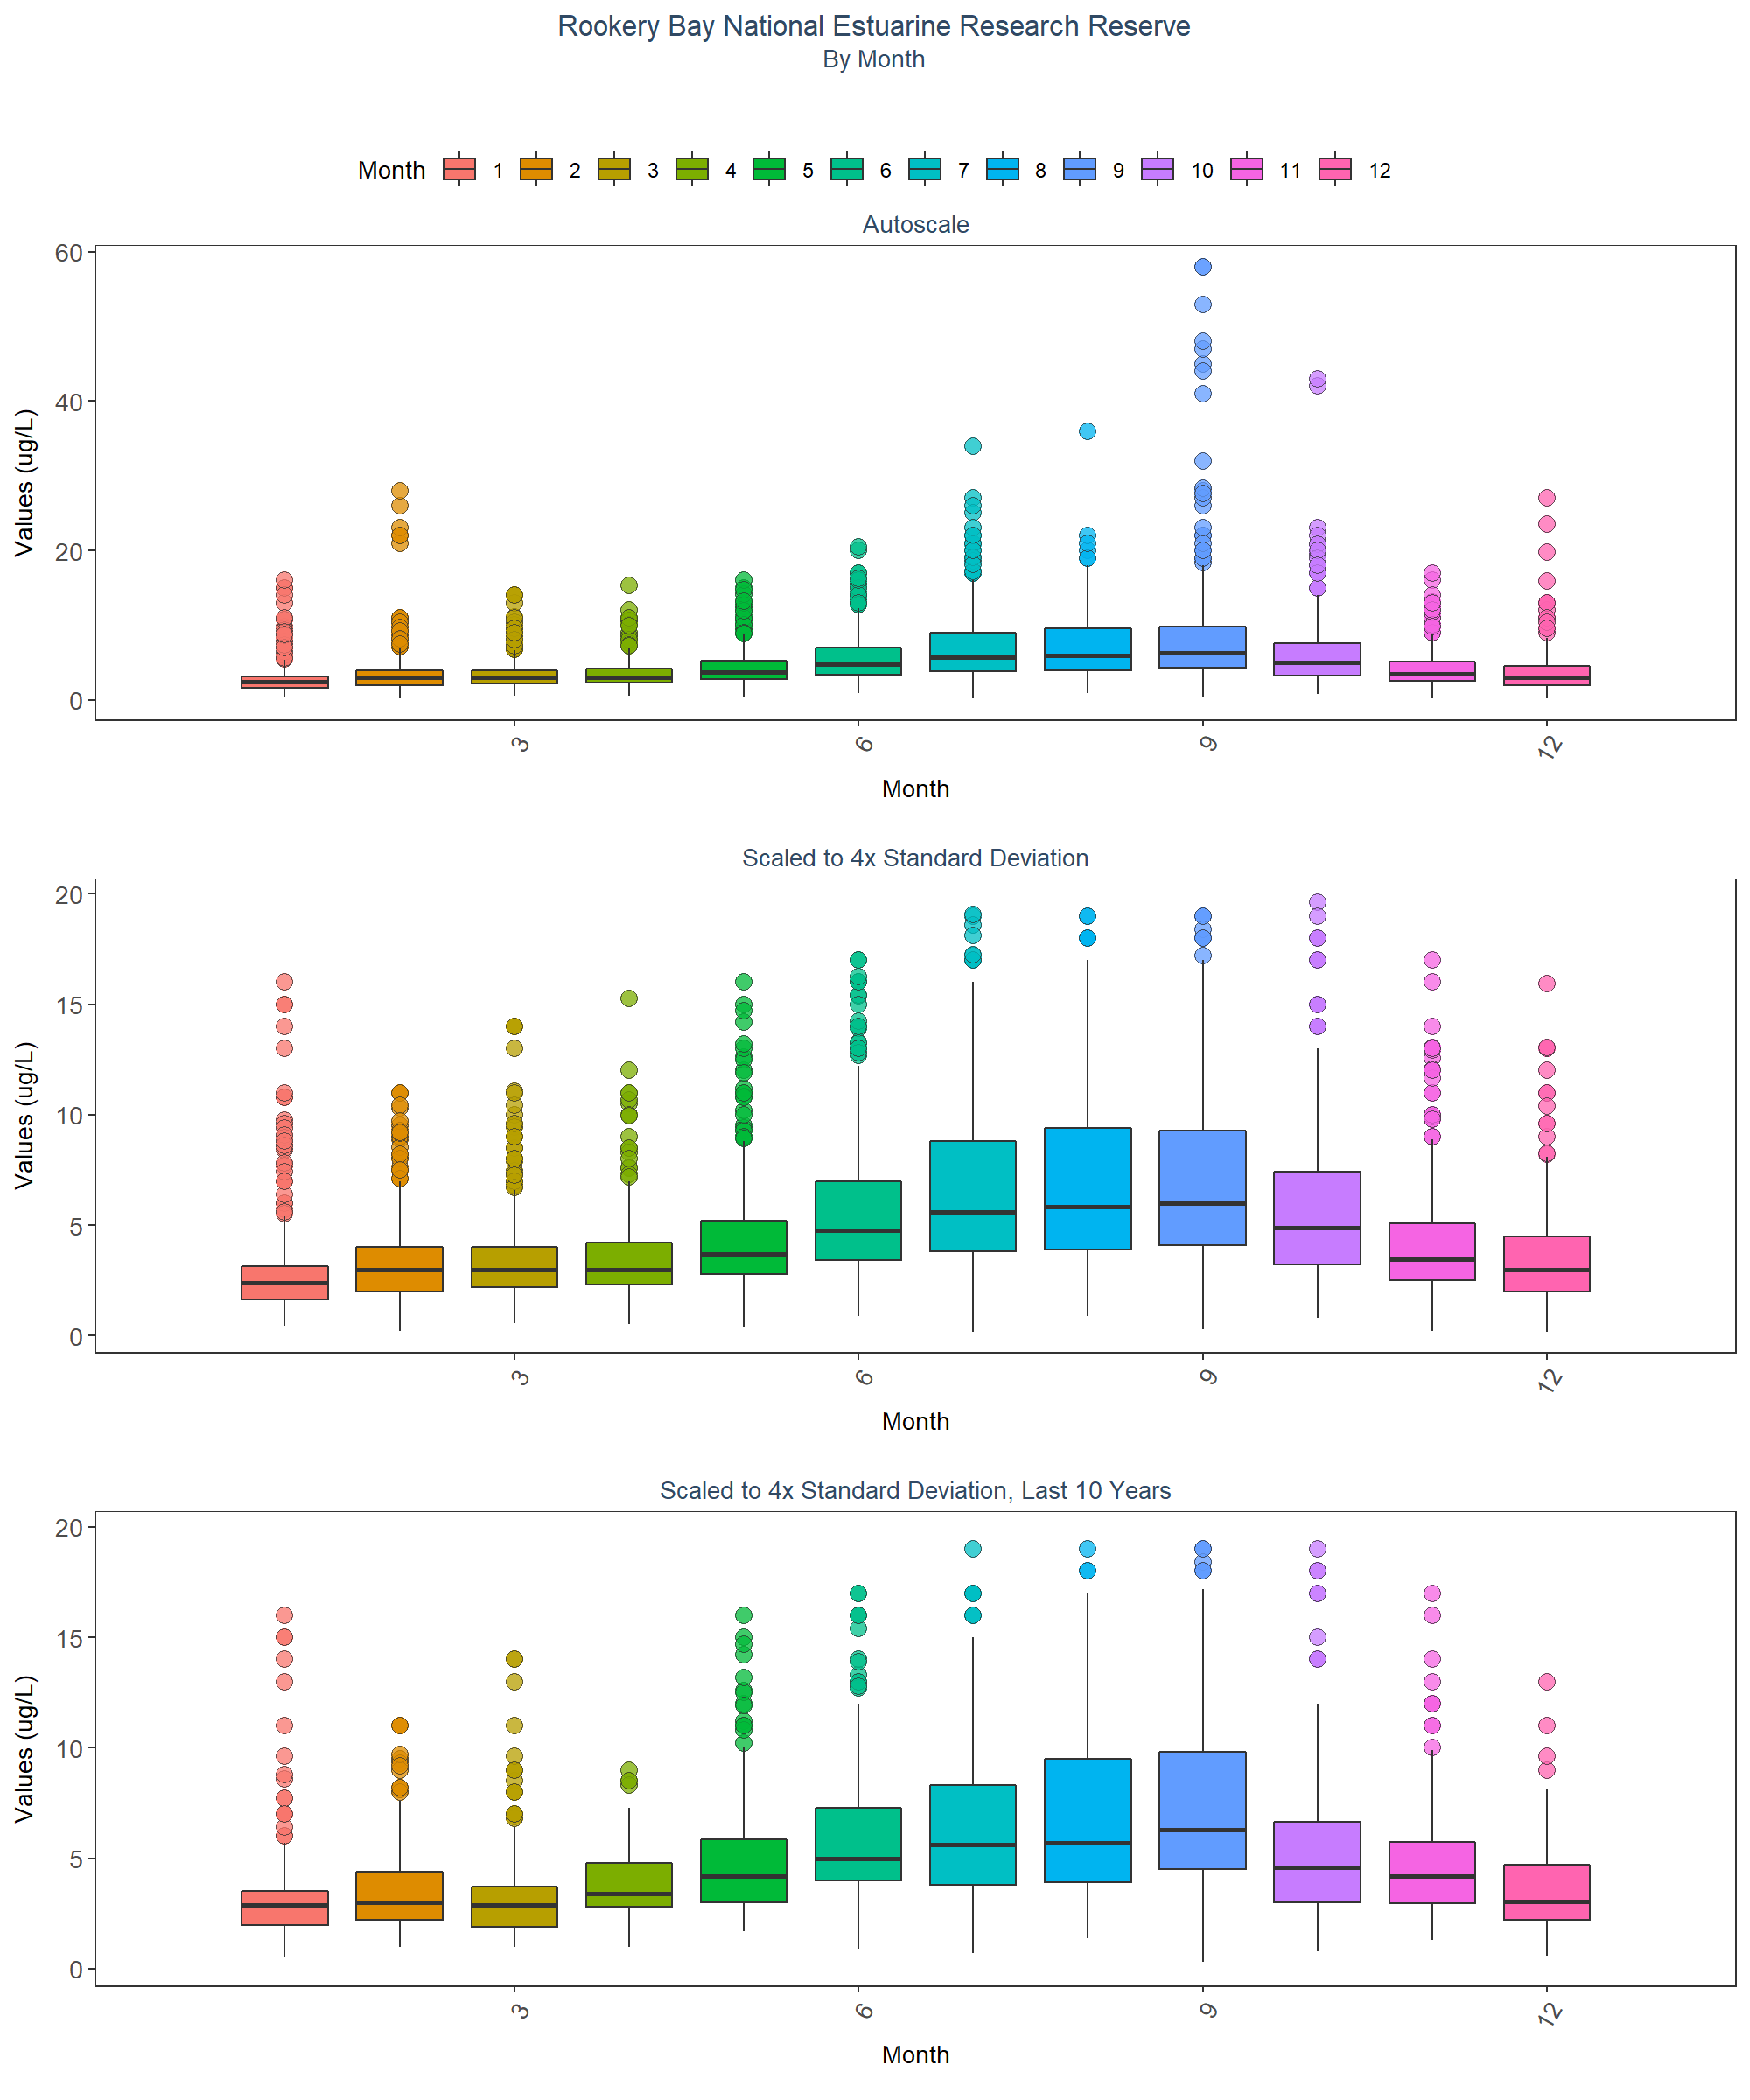 Rookery Bay National Estuarine Research Reserve
By Month
Month 1 2 3 4 5 6 7 8 9 10 11 12
Autoscale
Values (ug/L)
60
40
20
0
3 6 9 12
Month
Scaled to 4x Standard Deviation
Values (ug/L)
20
15
10
5
0
3 6 9 12
Month
Scaled to 4x Standard Deviation, Last 10 Years
Values (ug/L)
20
15
10
5
0
3 6 9 12
Month